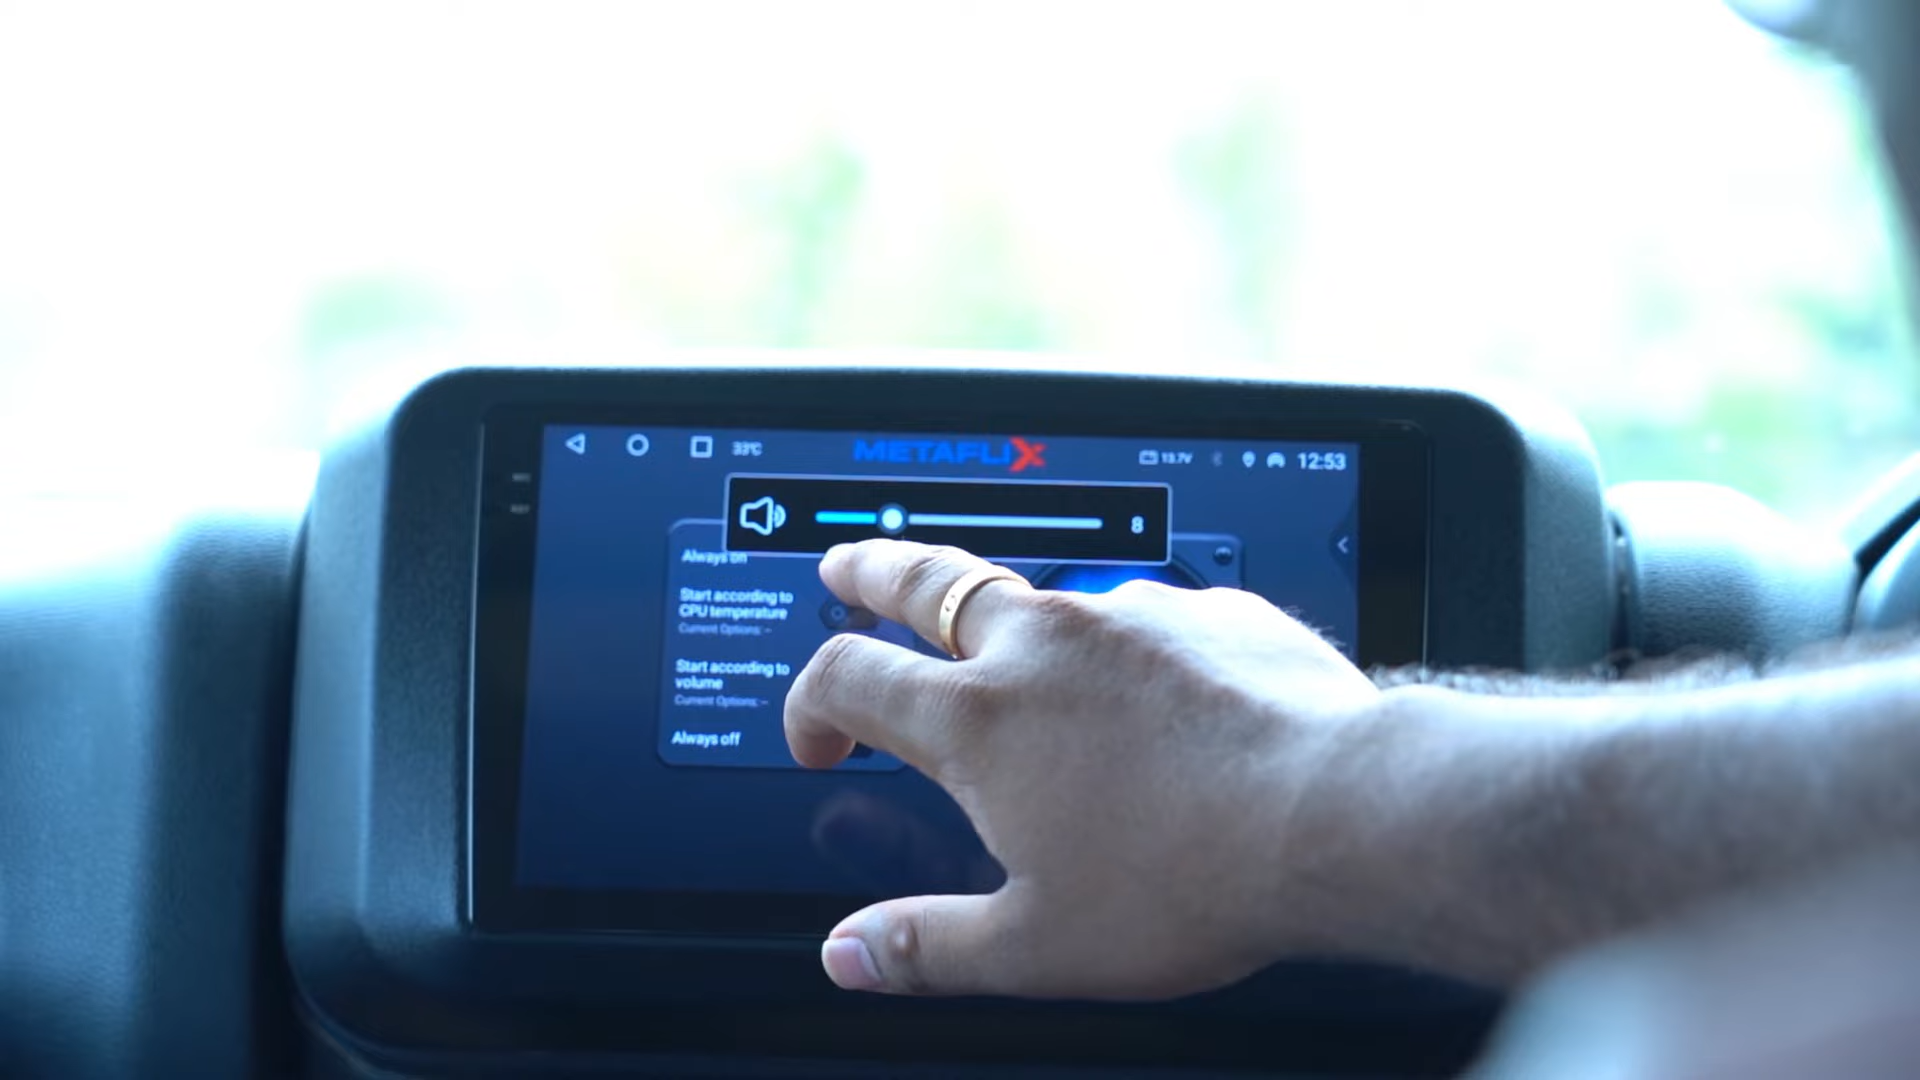 33°C
METAFLIX
13.7V
12:53
8
Always on
Start according to
CPU temperature
Current Options: --
Start according to
volume
Current Options: --
Always off